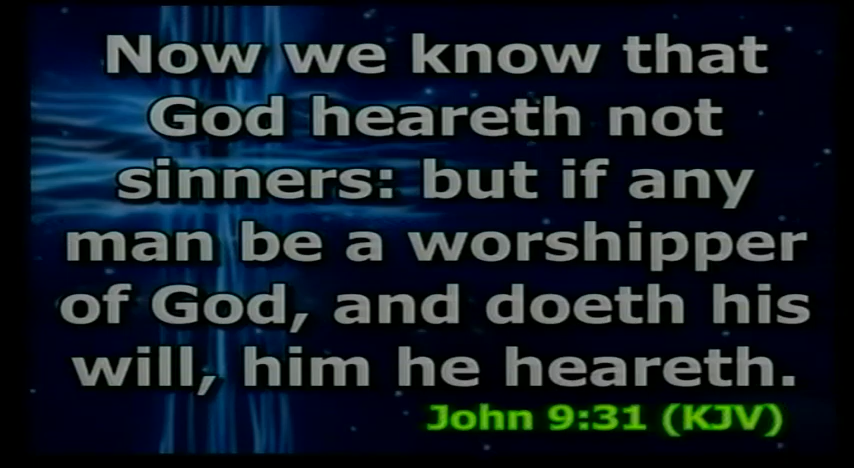 Now we know that
God heareth not
sinners: but if any
man be a worshipper
of God, and doeth his
will, him he heareth.
John 9:31 (KJV)